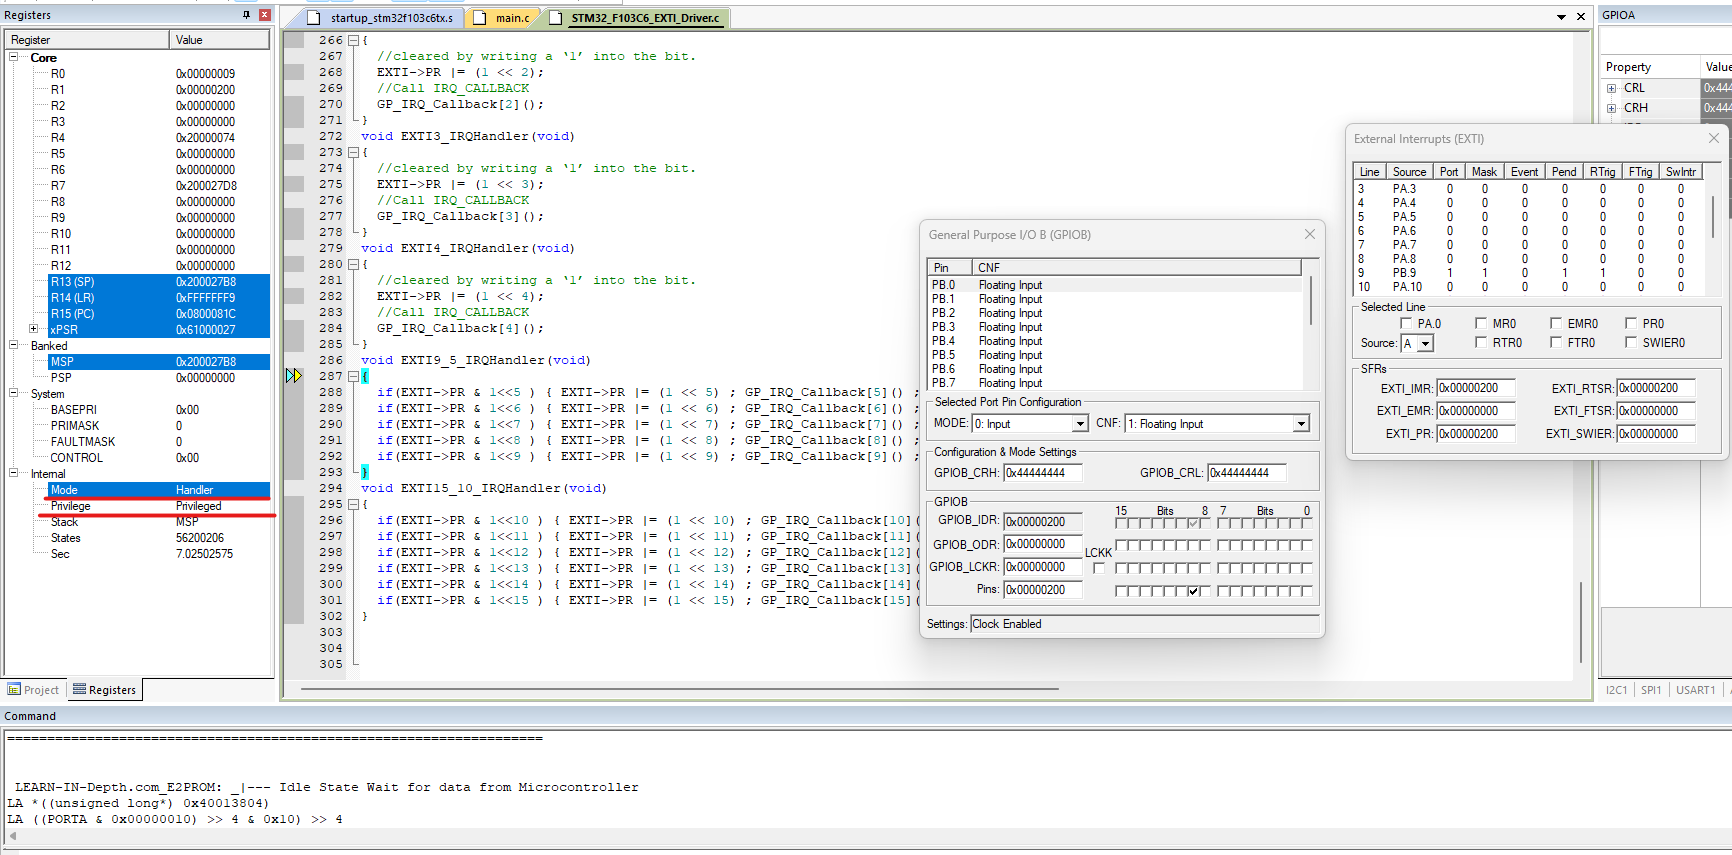 Registers
Register Value
Core
R0 0x00000009
R1 0x00000200
R2 0x00000000
R3 0x00000000
R4 0x20000074
R5 0x00000000
R6 0x00000000
R7 0x200027D8
R8 0x00000000
R9 0x00000000
R10 0x00000000
R11 0x00000000
R12 0x00000000
R13 (SP) 0x200027B8
R14 (LR) 0xFFFFFFF9
R15 (PC) 0x0800081C
xPSR 0x61000027
Banked
MSP 0x200027B8
PSP 0x00000000
System
BASEPRI 0x00
PRIMASK 0
FAULTMASK 0
CONTROL 0x00
Internal
Mode Handler
Privilege Privileged
Stack MSP
States 56200206
Sec 7.02502575
Project Registers
startup_stm32f103c6tx.s main.c STM32_F103C6_EXTI_Driver.c
266 {
267 //cleared by writing a ‘1’ into the bit.
268 EXTI->PR |= (1 << 2);
269 //Call IRQ_CALLBACK
270 GP_IRQ_Callback[2]();
271 }
272 void EXTI3_IRQHandler(void)
273 {
274 //cleared by writing a ‘1’ into the bit.
275 EXTI->PR |= (1 << 3);
276 //Call IRQ_CALLBACK
277 GP_IRQ_Callback[3]();
278 }
279 void EXTI4_IRQHandler(void)
280 {
281 //cleared by writing a ‘1’ into the bit.
282 EXTI->PR |= (1 << 4);
283 //Call IRQ_CALLBACK
284 GP_IRQ_Callback[4]();
285 }
286 void EXTI9_5_IRQHandler(void)
287 {
288 if(EXTI->PR & 1<<5 ) { EXTI->PR |= (1 << 5) ; GP_IRQ_Callback[5]() ;
289 if(EXTI->PR & 1<<6 ) { EXTI->PR |= (1 << 6) ; GP_IRQ_Callback[6]() ;
290 if(EXTI->PR & 1<<7 ) { EXTI->PR |= (1 << 7) ; GP_IRQ_Callback[7]() ;
291 if(EXTI->PR & 1<<8 ) { EXTI->PR |= (1 << 8) ; GP_IRQ_Callback[8]() ;
292 if(EXTI->PR & 1<<9 ) { EXTI->PR |= (1 << 9) ; GP_IRQ_Callback[9]() ;
293 }
294 void EXTI15_10_IRQHandler(void)
295 {
296 if(EXTI->PR & 1<<10 ) { EXTI->PR |= (1 << 10) ; GP_IRQ_Callback[10](
297 if(EXTI->PR & 1<<11 ) { EXTI->PR |= (1 << 11) ; GP_IRQ_Callback[11](
298 if(EXTI->PR & 1<<12 ) { EXTI->PR |= (1 << 12) ; GP_IRQ_Callback[12](
299 if(EXTI->PR & 1<<13 ) { EXTI->PR |= (1 << 13) ; GP_IRQ_Callback[13](
300 if(EXTI->PR & 1<<14 ) { EXTI->PR |= (1 << 14) ; GP_IRQ_Callback[14](
301 if(EXTI->PR & 1<<15 ) { EXTI->PR |= (1 << 15) ; GP_IRQ_Callback[15](
302 }
303
304
305
General Purpose I/O B (GPIOB)
Pin CNF
PB.0 Floating Input
PB.1 Floating Input
PB.2 Floating Input
PB.3 Floating Input
PB.4 Floating Input
PB.5 Floating Input
PB.6 Floating Input
PB.7 Floating Input
Selected Port Pin Configuration
MODE: 0: Input CNF: 1: Floating Input
Configuration & Mode Settings
GPIOB_CRH: 0x44444444 GPIOB_CRL: 0x44444444
GPIOB
15 Bits 8 7 Bits 0
GPIOB_IDR: 0x00000200
GPIOB_ODR: 0x00000000
LCKK
GPIOB_LCKR: 0x00000000
Pins: 0x00000200
Settings: Clock Enabled
GPIOA
Property Value
CRL 0x444
CRH 0x444
External Interrupts (EXTI)
Line Source Port Mask Event Pend RTrig FTrig SwIntr
3 PA.3 0 0 0 0 0 0 0
4 PA.4 0 0 0 0 0 0 0
5 PA.5 0 0 0 0 0 0 0
6 PA.6 0 0 0 0 0 0 0
7 PA.7 0 0 0 0 0 0 0
8 PA.8 0 0 0 0 0 0 0
9 PB.9 1 1 0 1 1 0 0
10 PA.10 0 0 0 0 0 0 0
Selected Line
PA.0 MR0 EMR0 PR0
Source: A RTR0 FTR0 SWIER0
SFRs
EXTI_IMR: 0x00000200 EXTI_RTSR: 0x00000200
EXTI_EMR: 0x00000000 EXTI_FTSR: 0x00000000
EXTI_PR: 0x00000200 EXTI_SWIER: 0x00000000
I2C1 SPI1 USART1
Command
===================================================================
LEARN-IN-Depth.com_E2PROM: _|--- Idle State Wait for data from Microcontroller
LA *((unsigned long*) 0x40013804)
LA ((PORTA & 0x00000010) >> 4 & 0x10) >> 4